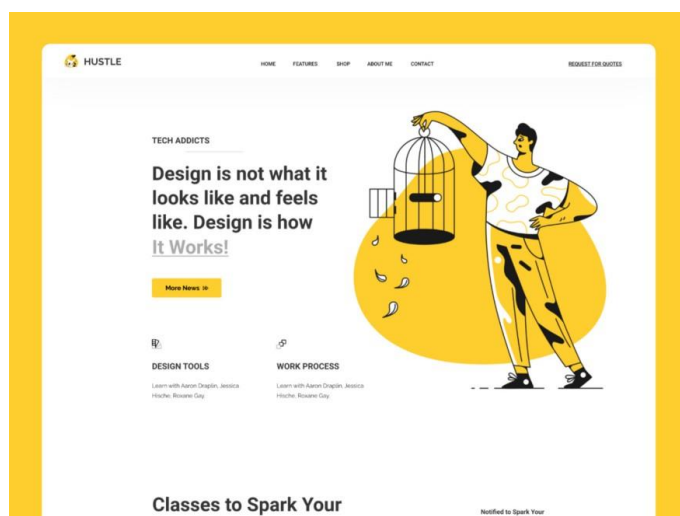 HUSTLE
HOME FEATURES SHOP ABOUT ME CONTACT
REQUEST FOR QUOTES
TECH ADDICTS
Design is not what it
looks like and feels
like. Design is how
It Works!
More News
DESIGN TOOLS
Learn with Aaron Draplin, Jessica
Hische, Roxane Gay.
WORK PROCESS
Learn with Aaron Draplin, Jessica
Hische, Roxane Gay.
Classes to Spark Your
Notified to Spark Your